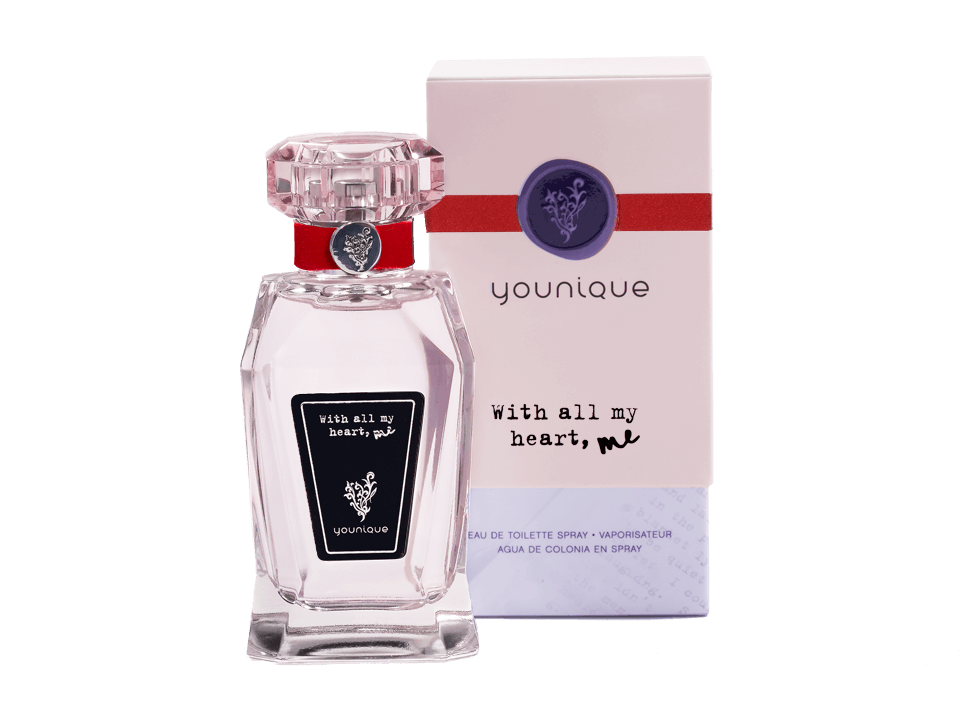 With all my
heart, me
younique
younique
With all my
heart, me
EAU DE TOILETTE SPRAY • VAPORISATEUR
AGUA DE COLONIA EN SPRAY